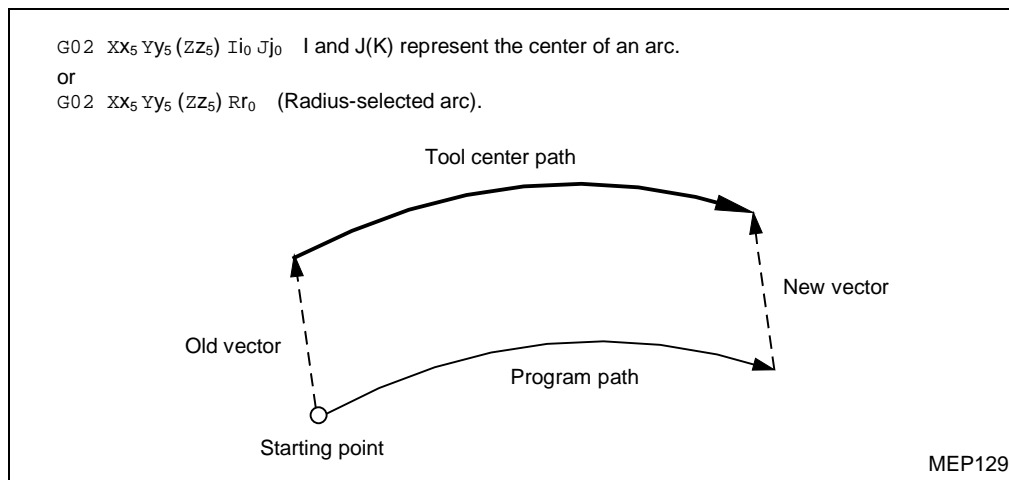 G02 Xx₅ Yy₅ (Zz₅) Ii₀ Jj₀ I and J(K) represent the center of an arc.
or
G02 Xx₅ Yy₅ (Zz₅) Rr₀ (Radius-selected arc).
Tool center path
New vector
Old vector
Program path
Starting point
MEP129